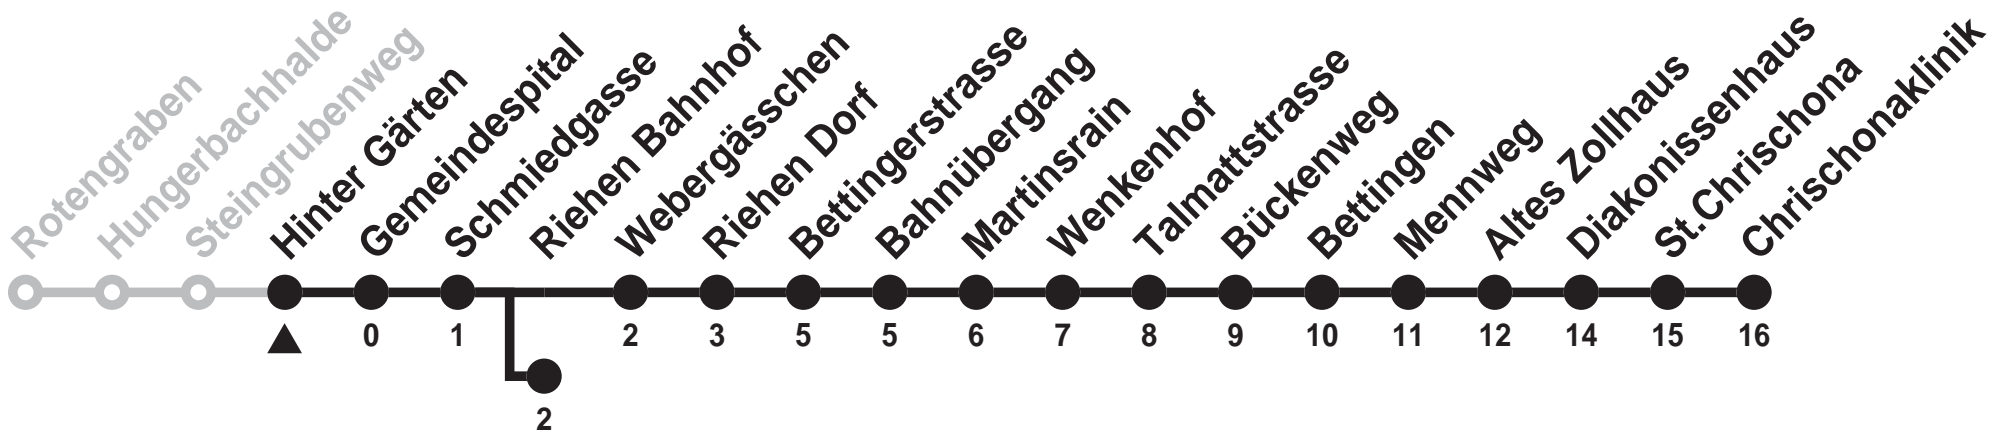 Rotengraben
Hungerbachhalde
Steingrubenweg
Hinter Gärten
Gemeindespital
Schmiedgasse
Riehen Bahnhof
Webergässchen
Riehen Dorf
Bettingerstrasse
Bahnübergang
Martinsrain
Wenkenhof
Talmattstrasse
Bückenweg
Bettingen
Mennweg
Altes Zollhaus
Diakonissenhaus
St.Chrischona
Chrischonaklinik
0 1 2 3 5 5 6 7 8 9 10 11 12 14 15 16
2